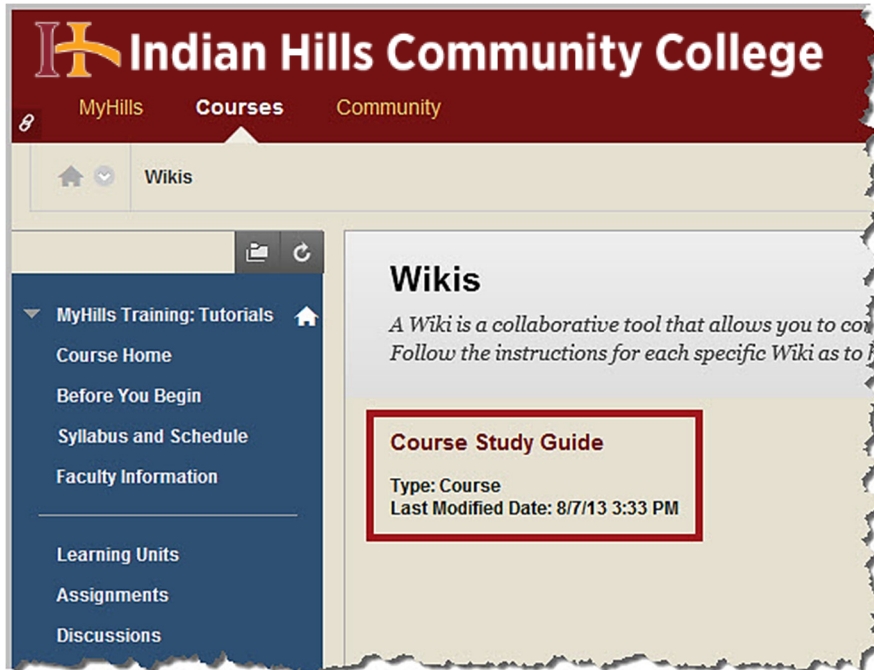 Indian Hills Community College
MyHills Courses Community
Wikis
MyHills Training: Tutorials
Course Home
Before You Begin
Syllabus and Schedule
Faculty Information
Learning Units
Assignments
Discussions
Wikis
A Wiki is a collaborative tool that allows you to
Follow the instructions for each specific Wiki as to
Course Study Guide
Type: Course
Last Modified Date: 8/7/13 3:33 PM